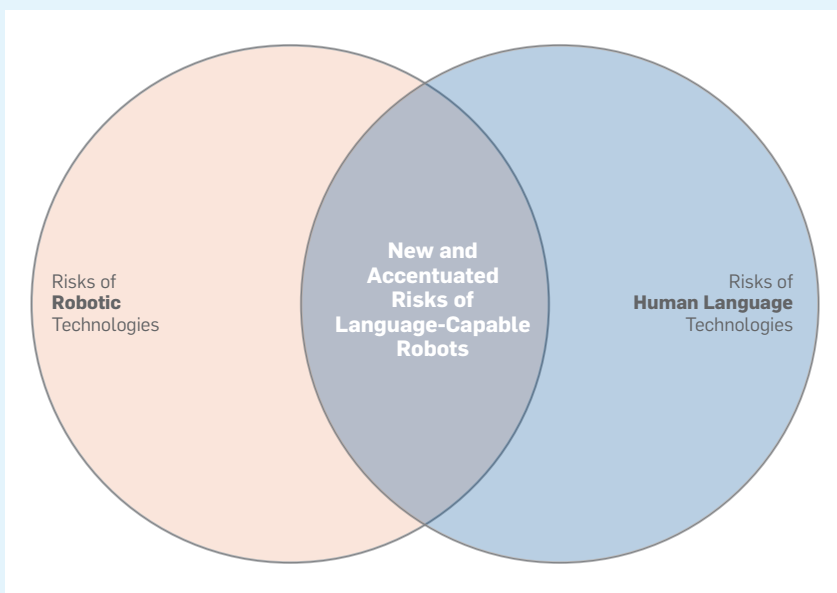 Risks of
Robotic
Technologies
New and
Accentuated
Risks of
Language-Capable
Robots
Risks of
Human Language
Technologies